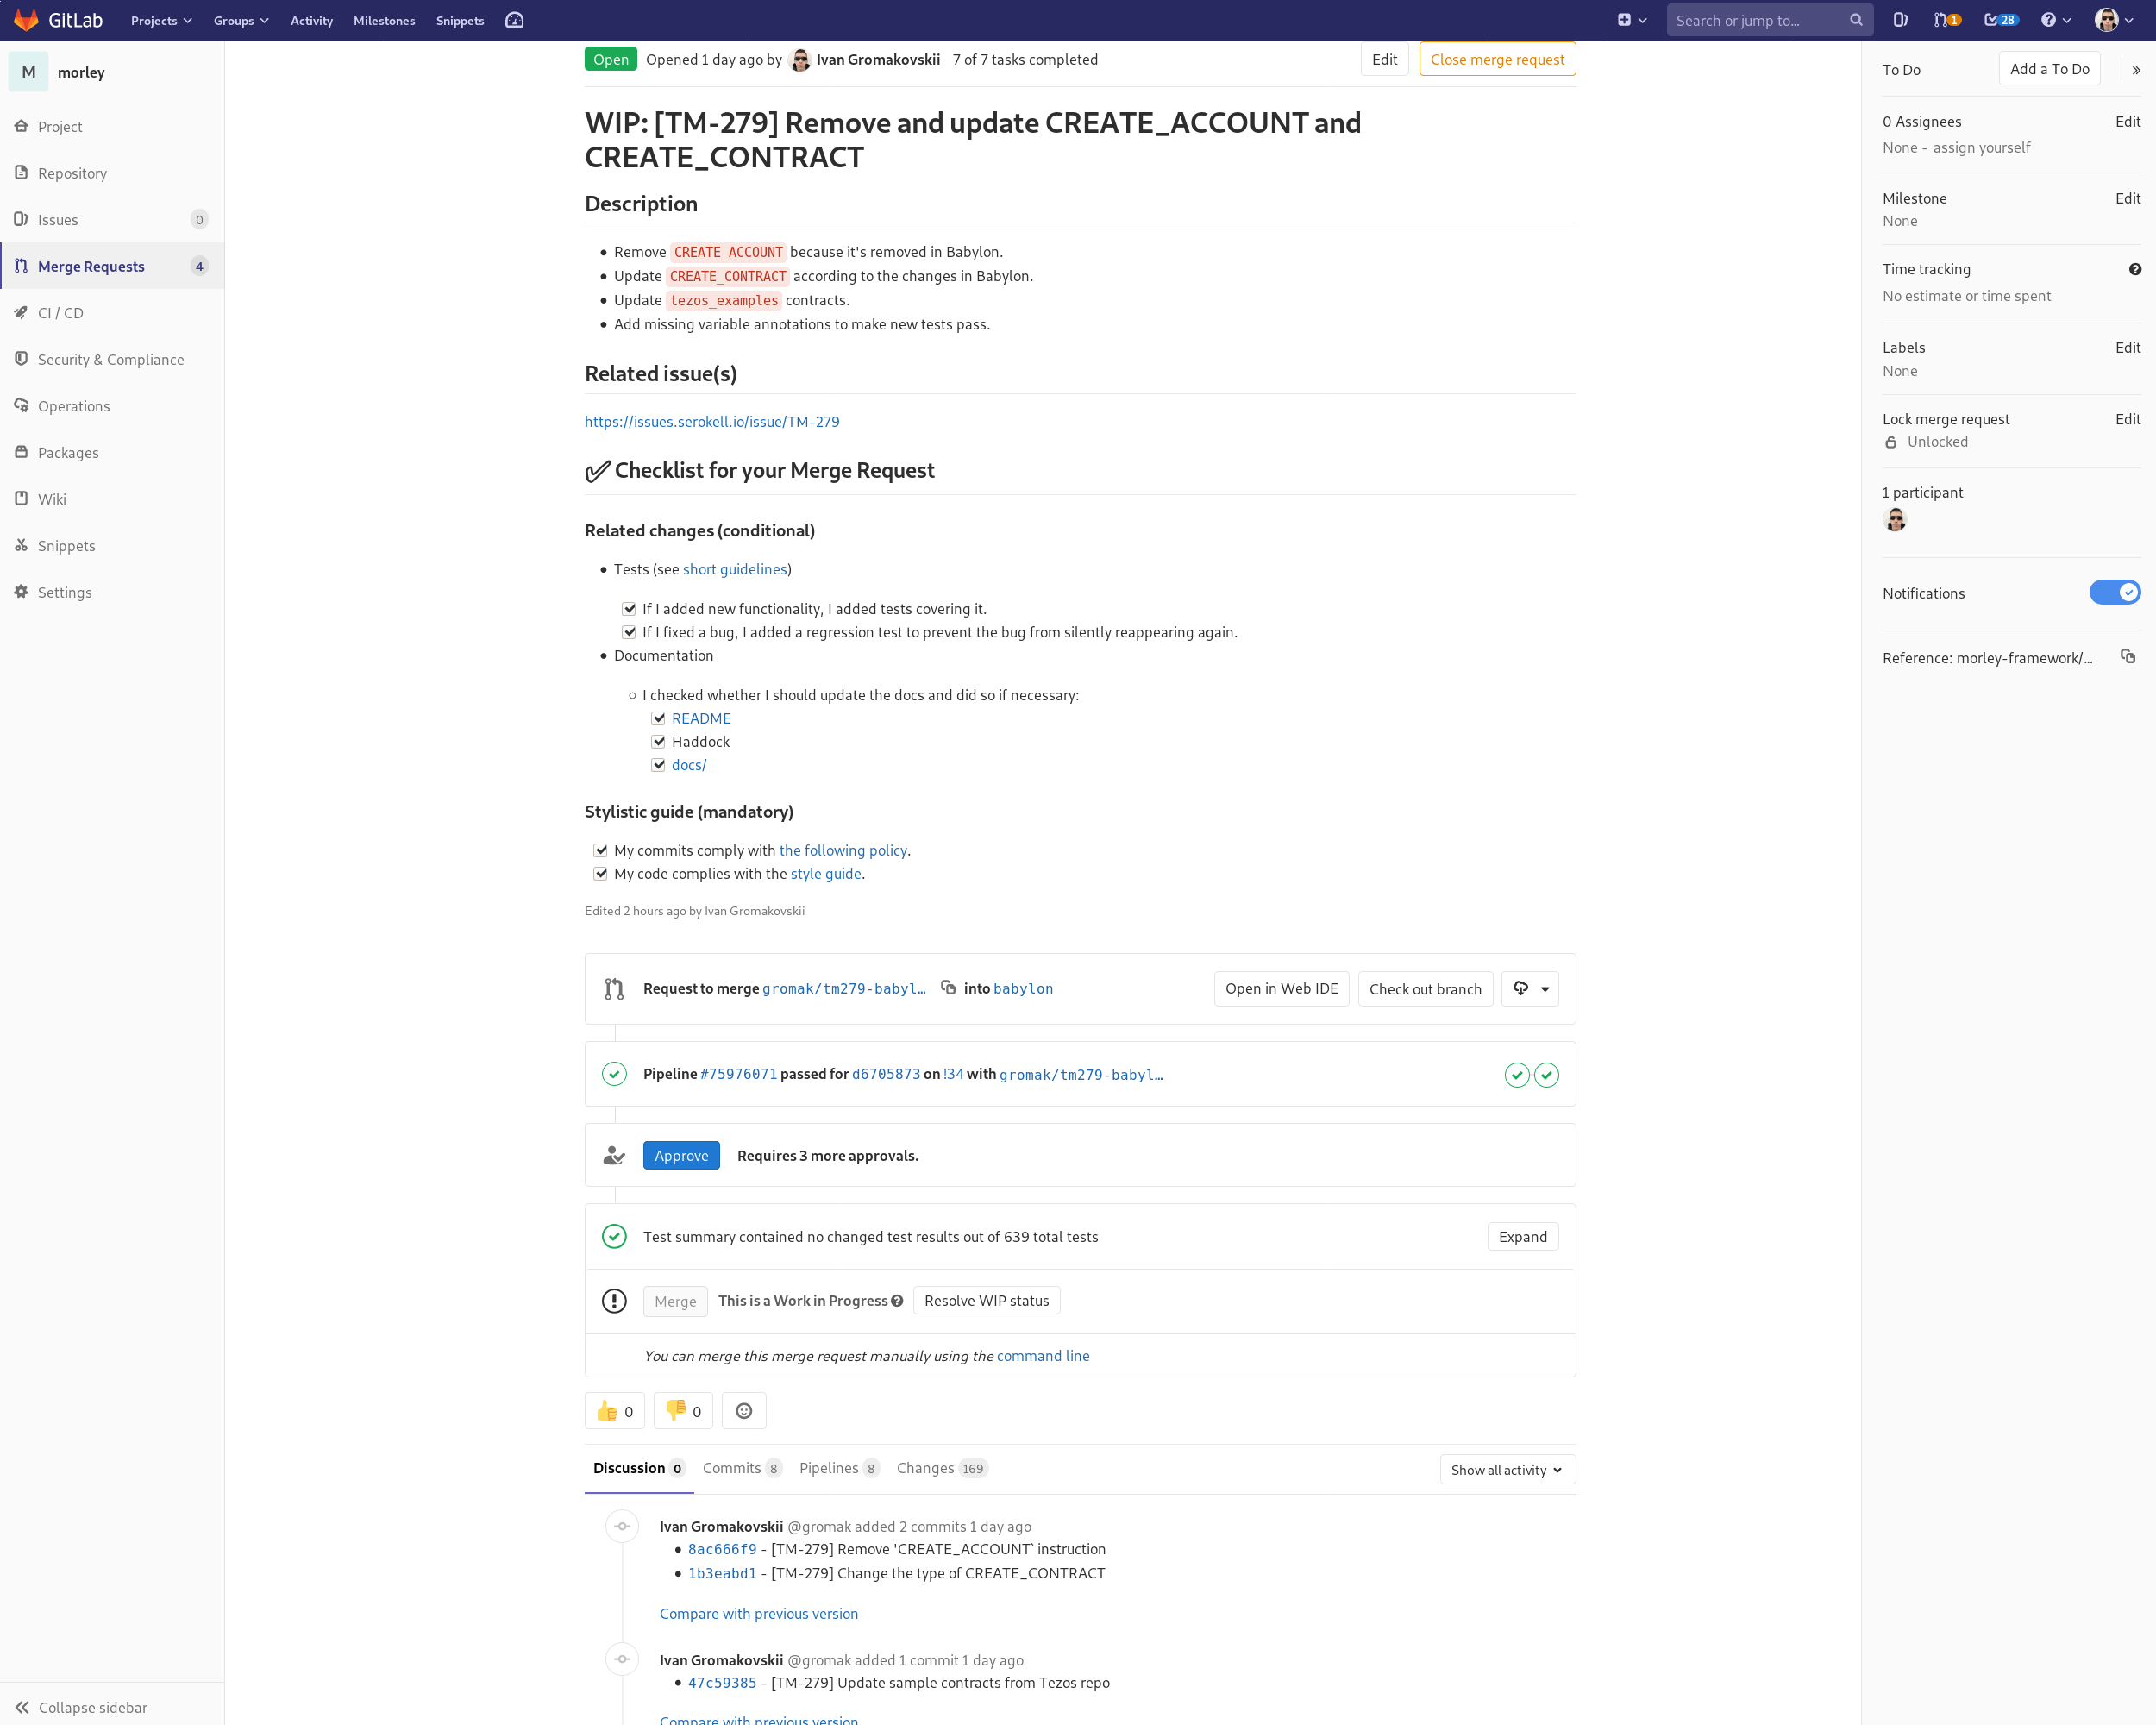 GitLab Projects Groups Activity Milestones Snippets Search or jump to... 1 28
M morley
Project
Repository
Issues 0
Merge Requests 4
CI / CD
Security & Compliance
Operations
Packages
Wiki
Snippets
Settings
Collapse sidebar
Open Opened 1 day ago by Ivan Gromakovskii 7 of 7 tasks completed Edit Close merge request
WIP: [TM-279] Remove and update CREATE_ACCOUNT and
CREATE_CONTRACT
Description
Remove CREATE_ACCOUNT because it's removed in Babylon.
Update CREATE_CONTRACT according to the changes in Babylon.
Update tezos_examples contracts.
Add missing variable annotations to make new tests pass.
Related issue(s)
https://issues.serokell.io/issue/TM-279
✅ Checklist for your Merge Request
Related changes (conditional)
Tests (see short guidelines)
If I added new functionality, I added tests covering it.
If I fixed a bug, I added a regression test to prevent the bug from silently reappearing again.
Documentation
I checked whether I should update the docs and did so if necessary:
README
Haddock
docs/
Stylistic guide (mandatory)
My commits comply with the following policy.
My code complies with the style guide.
Edited 2 hours ago by Ivan Gromakovskii
Request to merge gromak/tm279-babyl… into babylon Open in Web IDE Check out branch
Pipeline #75976071 passed for d6705873 on !34 with gromak/tm279-babyl…
Approve Requires 3 more approvals.
Test summary contained no changed test results out of 639 total tests Expand
Merge This is a Work in Progress Resolve WIP status
You can merge this merge request manually using the command line
👍 0 👎 0
Discussion 0 Commits 8 Pipelines 8 Changes 169 Show all activity
Ivan Gromakovskii @gromak added 2 commits 1 day ago
8ac666f9 - [TM-279] Remove 'CREATE_ACCOUNT` instruction
1b3eabd1 - [TM-279] Change the type of CREATE_CONTRACT
Compare with previous version
Ivan Gromakovskii @gromak added 1 commit 1 day ago
47c59385 - [TM-279] Update sample contracts from Tezos repo
Compare with previous version
To Do Add a To Do
0 Assignees Edit
None - assign yourself
Milestone Edit
None
Time tracking
No estimate or time spent
Labels Edit
None
Lock merge request Edit
Unlocked
1 participant
Notifications
Reference: morley-framework/…